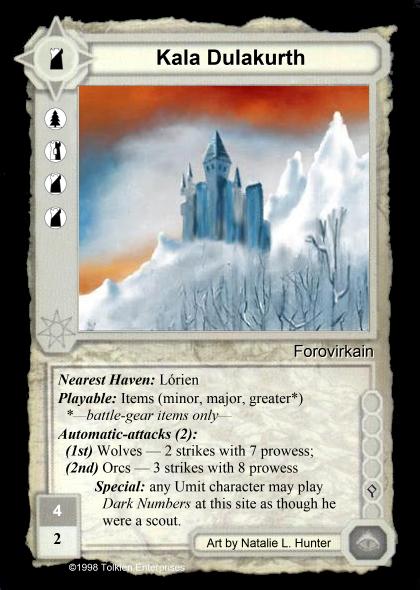 Kala Dulakurth
Forovirkain
Nearest Haven: Lórien
Playable: Items (minor, major, greater*)
*—battle-gear items only—
Automatic-attacks (2):
(1st) Wolves — 2 strikes with 7 prowess;
(2nd) Orcs — 3 strikes with 8 prowess
Special: any Umit character may play
Dark Numbers at this site as though he
were a scout.
4
2
Art by Natalie L. Hunter
©1998 Tolkien Enterprises